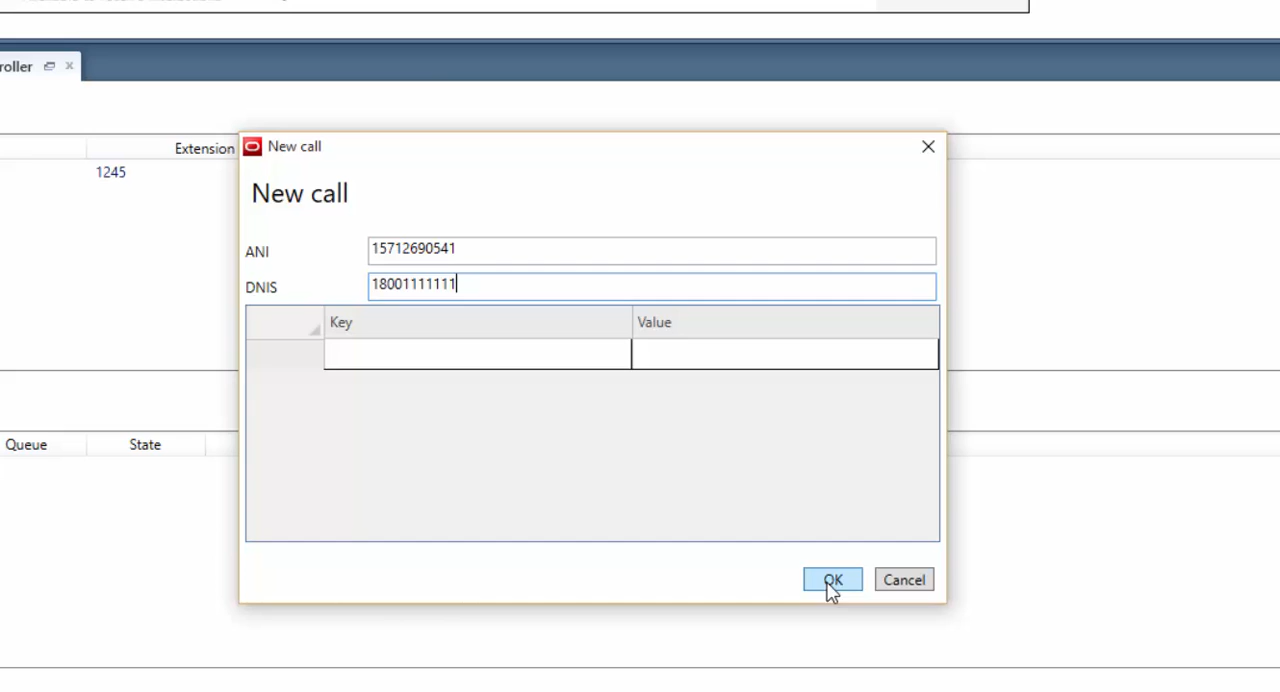 roller
Extension
1245
New call
New call
ANI
15712690541
DNIS
18001111111
Key
Value
Queue
State
OK
Cancel